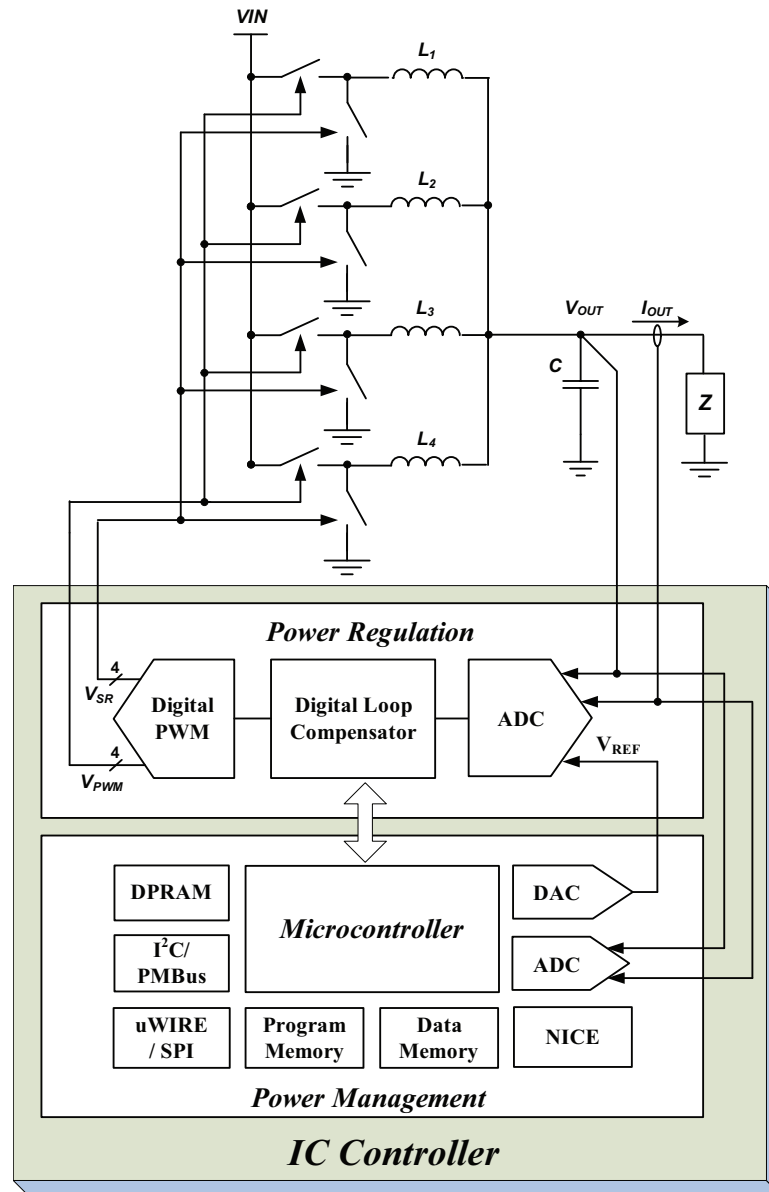 VIN
L1
L2
L3
L4
VOUT
IOUT
C
Z
Power Regulation
4
VSR
4
VPWM
Digital
PWM
Digital Loop
Compensator
ADC
VREF
DPRAM
I²C/
PMBus
uWIRE
/ SPI
Microcontroller
Program
Memory
Data
Memory
DAC
ADC
NICE
Power Management
IC Controller